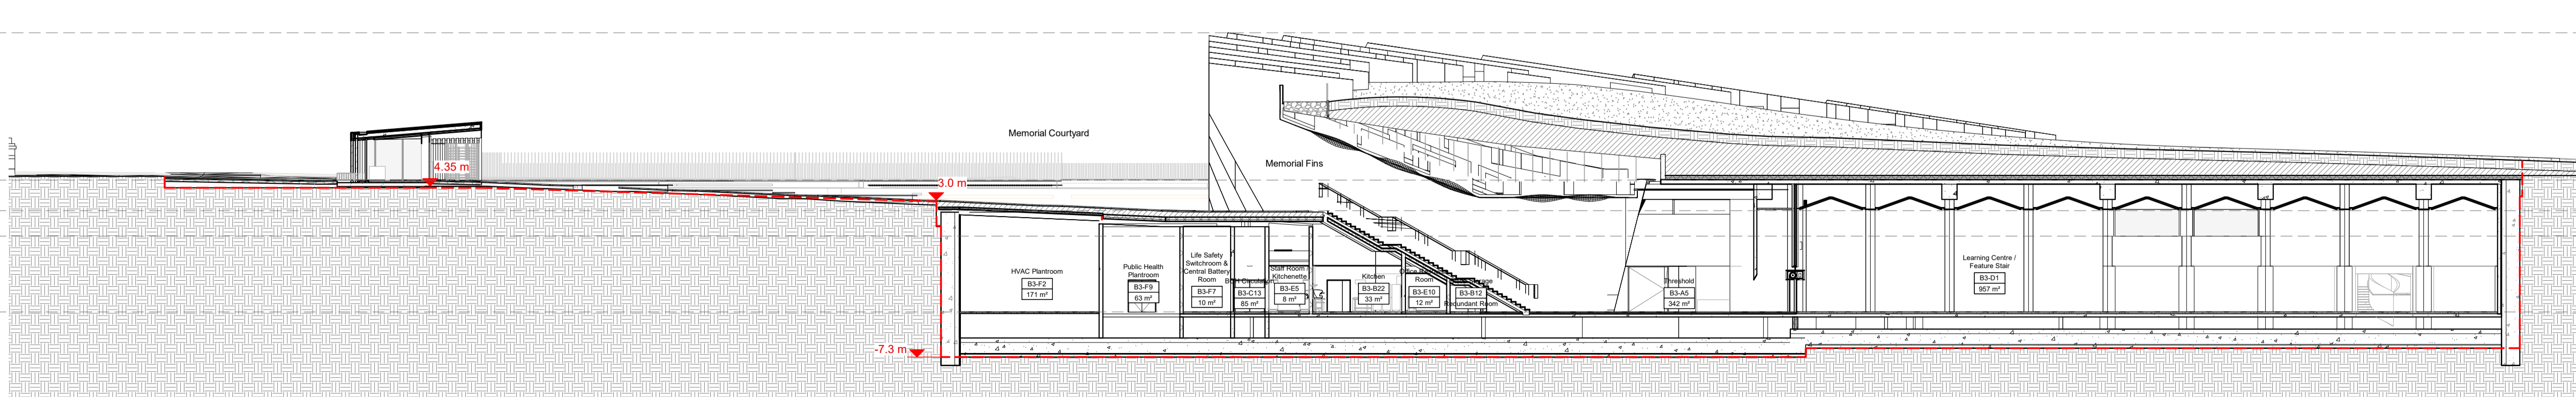 Memorial Courtyard
Memorial Fins
4.35 m
3.0 m
-7.3 m
HVAC Plantroom
B3-F2
171 m²
Public Health
Plantroom
B3-F9
63 m²
Life Safety
Switchroom &
Central Battery
Room
B3-F7
10 m²
Circulation
B3-C13
85 m²
Staff Room /
Kitchenette
B3-E5
8 m²
Kitchen
B3-B22
33 m²
Office
Room
B3-E10
12 m²
B3-B12
Redundant Room
Threshold
B3-A5
342 m²
Learning Centre /
Feature Stair
B3-D1
957 m²